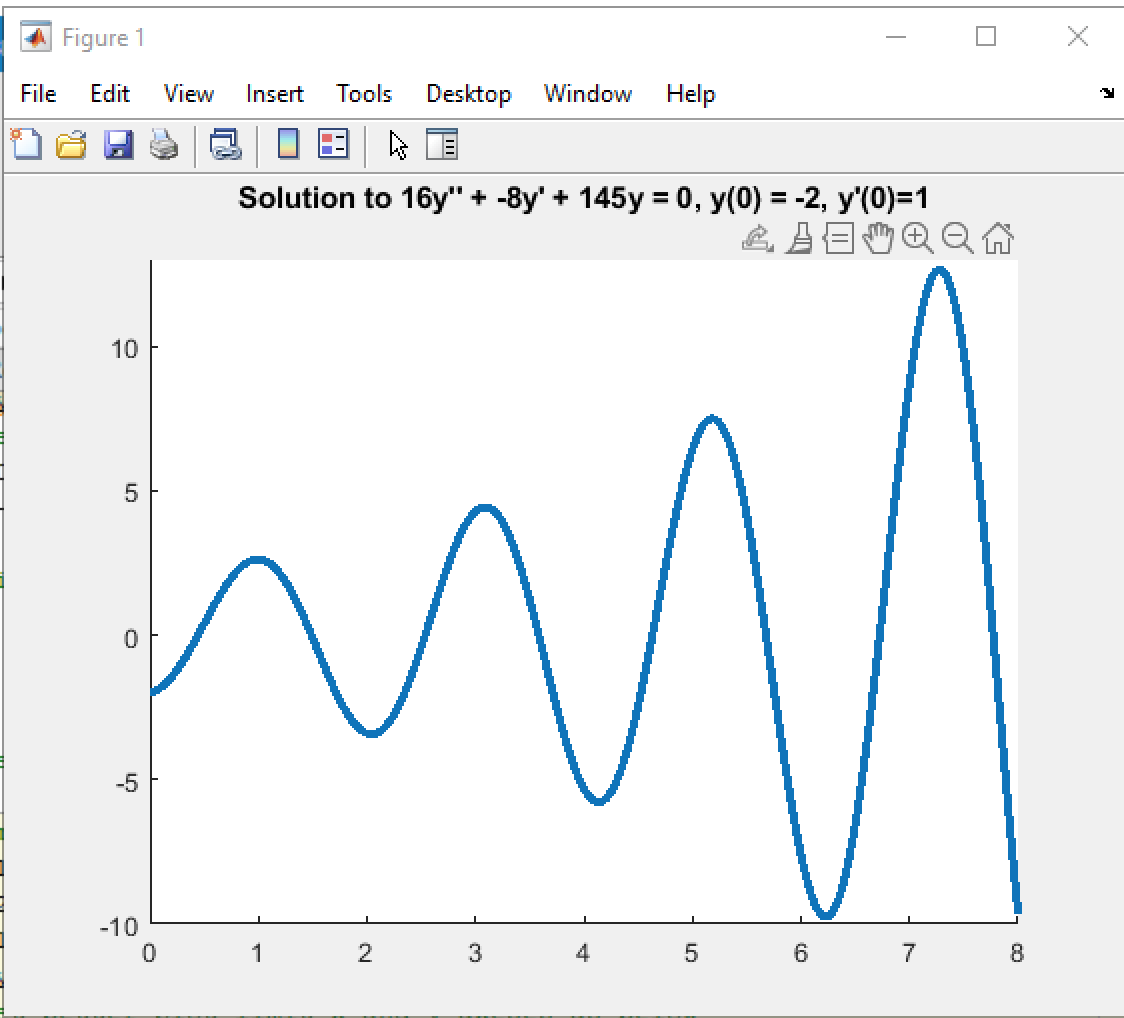 Figure 1
File Edit View Insert Tools Desktop Window Help
Solution to 16y'' + -8y' + 145y = 0, y(0) = -2, y'(0)=1
10
5
0
-5
-10
0 1 2 3 4 5 6 7 8